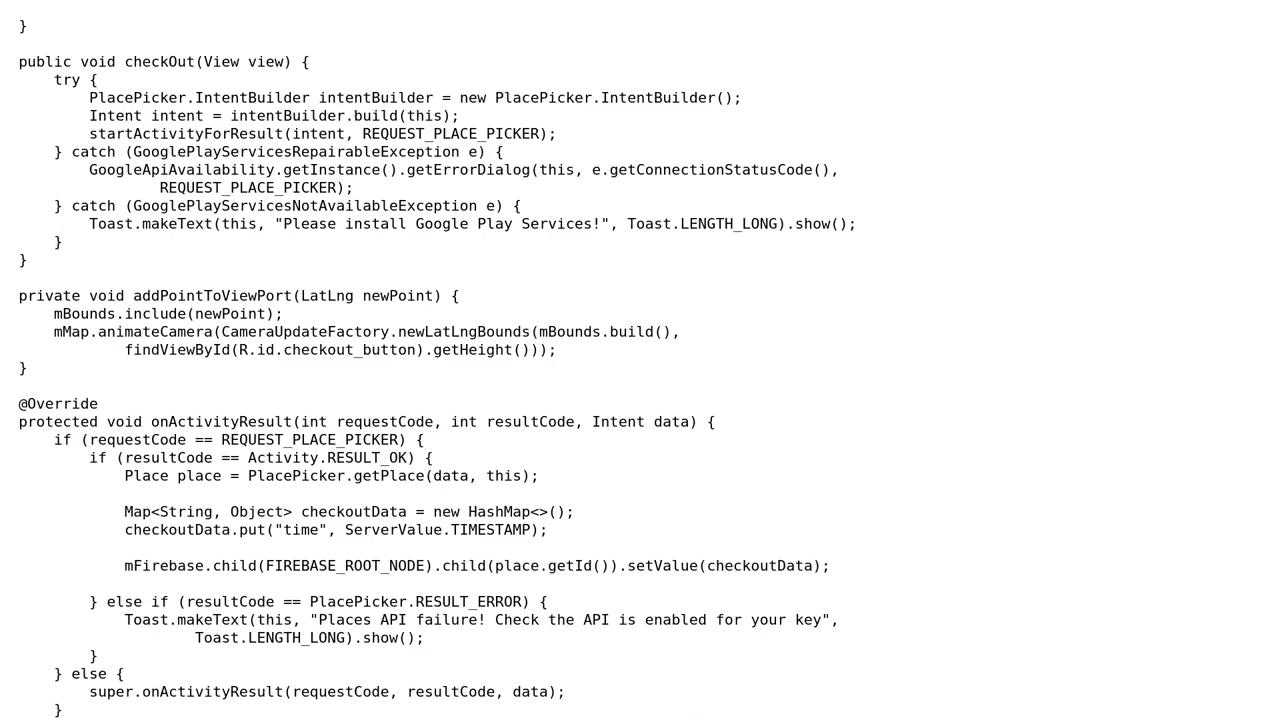 }

public void checkOut(View view) {
    try {
        PlacePicker.IntentBuilder intentBuilder = new PlacePicker.IntentBuilder();
        Intent intent = intentBuilder.build(this);
        startActivityForResult(intent, REQUEST_PLACE_PICKER);
    } catch (GooglePlayServicesRepairableException e) {
        GoogleApiAvailability.getInstance().getErrorDialog(this, e.getConnectionStatusCode(),
                REQUEST_PLACE_PICKER);
    } catch (GooglePlayServicesNotAvailableException e) {
        Toast.makeText(this, "Please install Google Play Services!", Toast.LENGTH_LONG).show();
    }
}

private void addPointToViewPort(LatLng newPoint) {
    mBounds.include(newPoint);
    mMap.animateCamera(CameraUpdateFactory.newLatLngBounds(mBounds.build(),
            findViewById(R.id.checkout_button).getHeight()));
}

@Override
protected void onActivityResult(int requestCode, int resultCode, Intent data) {
    if (requestCode == REQUEST_PLACE_PICKER) {
        if (resultCode == Activity.RESULT_OK) {
            Place place = PlacePicker.getPlace(data, this);

            Map<String, Object> checkoutData = new HashMap<>();
            checkoutData.put("time", ServerValue.TIMESTAMP);

            mFirebase.child(FIREBASE_ROOT_NODE).child(place.getId()).setValue(checkoutData);

        } else if (resultCode == PlacePicker.RESULT_ERROR) {
            Toast.makeText(this, "Places API failure! Check the API is enabled for your key",
                    Toast.LENGTH_LONG).show();
        }
    } else {
        super.onActivityResult(requestCode, resultCode, data);
    }